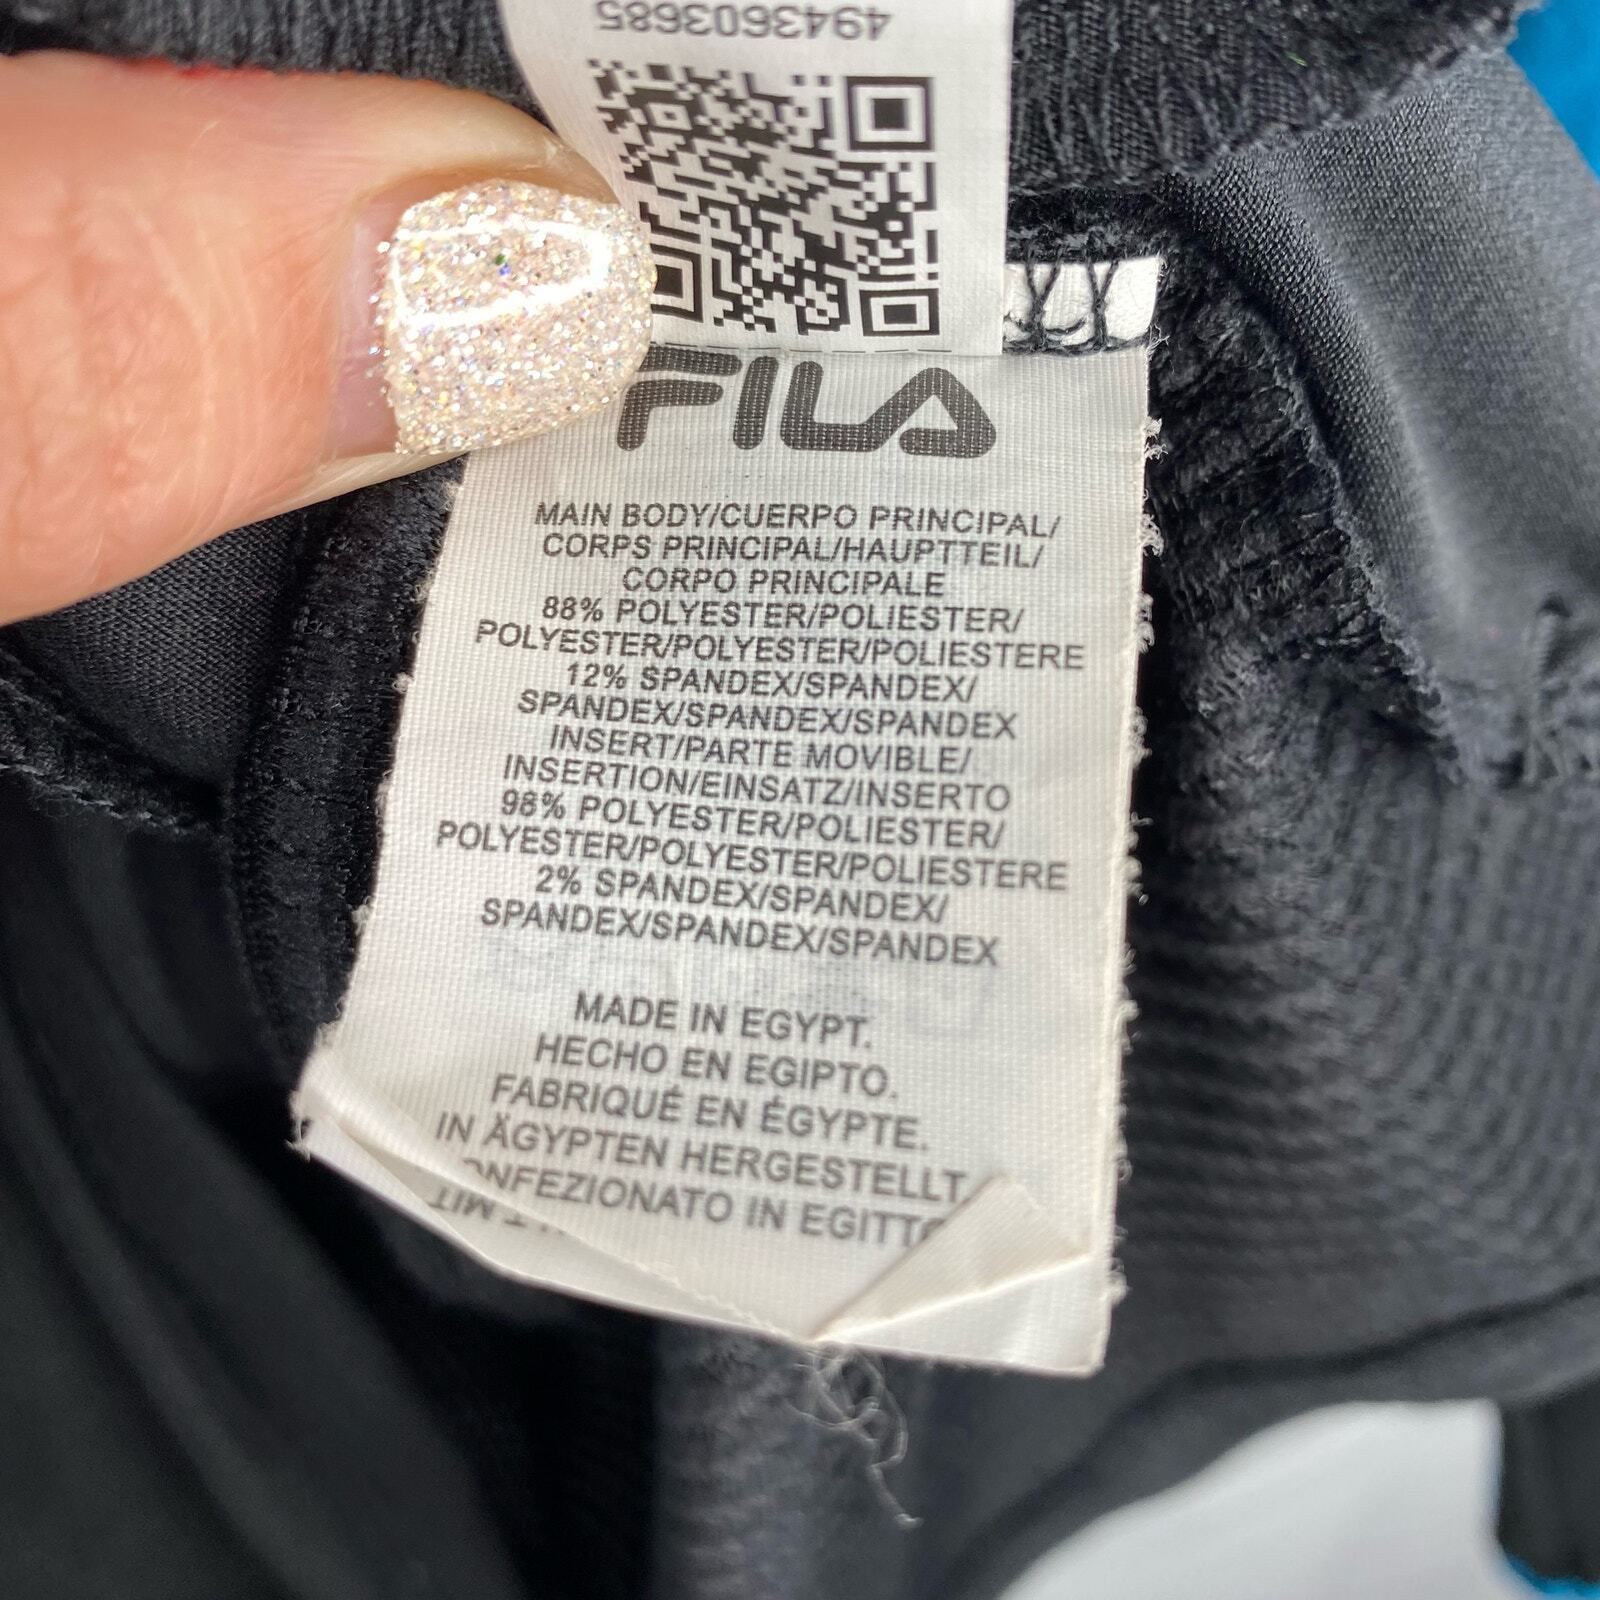 4943603685
FILA
MAIN BODY/CUERPO PRINCIPAL/
CORPS PRINCIPAL/HAUPTTEIL/
CORPO PRINCIPALE
88% POLYESTER/POLIESTER/
POLYESTER/POLYESTER/POLIESTERE
12% SPANDEX/SPANDEX/
SPANDEX/SPANDEX/SPANDEX
INSERT/PARTE MOVIBLE/
INSERTION/EINSATZ/INSERTO
98% POLYESTER/POLIESTER/
POLYESTER/POLYESTER/POLIESTERE
2% SPANDEX/SPANDEX/
SPANDEX/SPANDEX/SPANDEX
MADE IN EGYPT.
HECHO EN EGIPTO.
FABRIQUÉ EN ÉGYPTE.
IN ÄGYPTEN HERGESTELLT
ONFEZIONATO IN EGITTO
MIT